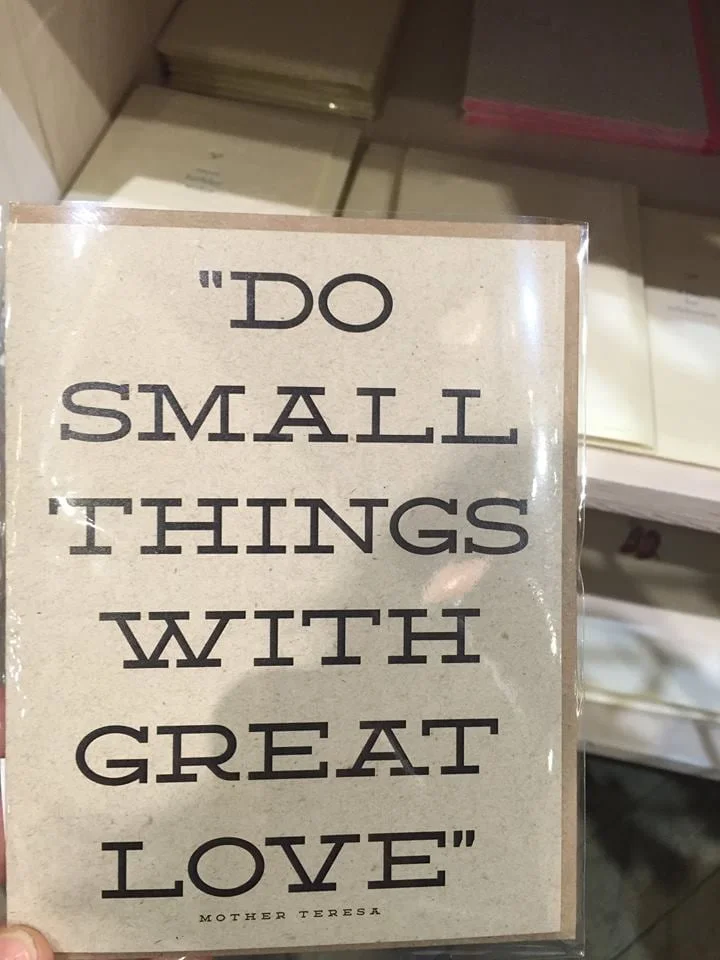 "DO
SMALL
THINGS
WITH
GREAT
LOVE"
MOTHER TERESA